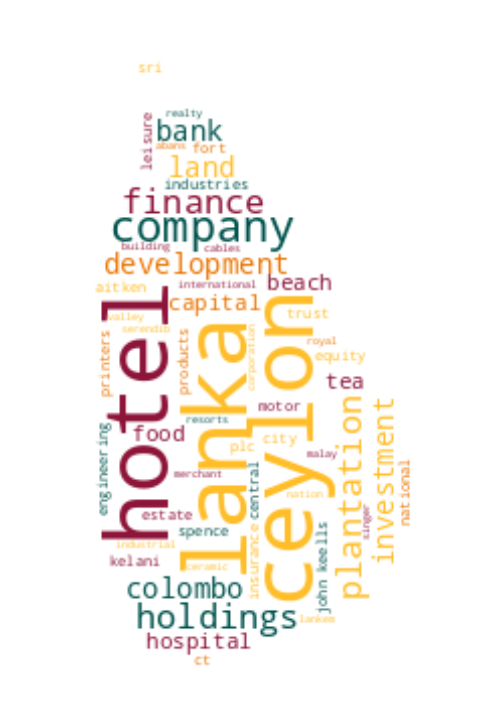 sri
realty
leisure
bank
abans
fort
land
industries
finance
company
building
cables
development
international
beach
aitken
hotel
capital
valley
serendib
lanka
ceylon
trust
printers
products
corporation
royal
equity
tea
motor
resorts
food
plc
city
engineering
malay
merchant
central
nation
plantation
investment
national
singer
estate
spence
insurance
john keells
industrial
kelani
ceramic
colombo
holdings
lankem
hospital
ct